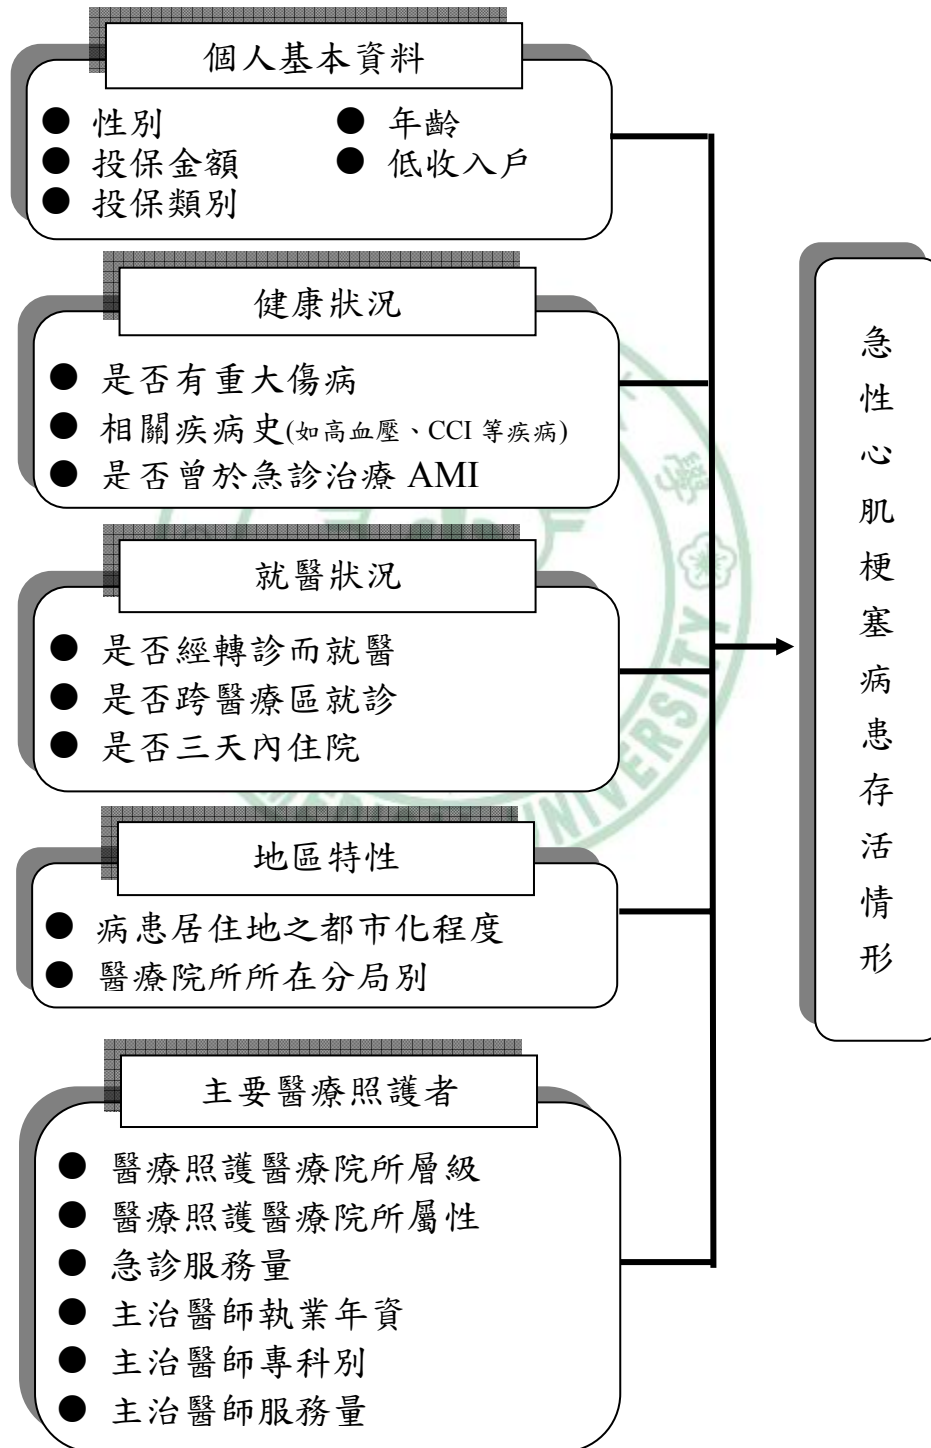 個人基本資料
● 性別 ● 年齡
● 投保金額 ● 低收入戶
● 投保類別
健康狀況
● 是否有重大傷病
● 相關疾病史(如高血壓、CCI 等疾病)
● 是否曾於急診治療 AMI
就醫狀況
● 是否經轉診而就醫
● 是否跨醫療區就診
● 是否三天內住院
地區特性
● 病患居住地之都市化程度
● 醫療院所所在分局別
主要醫療照護者
● 醫療照護醫療院所層級
● 醫療照護醫療院所屬性
● 急診服務量
● 主治醫師執業年資
● 主治醫師專科別
● 主治醫師服務量
急性心肌梗塞病患存活情形
學
UNIVERSITY